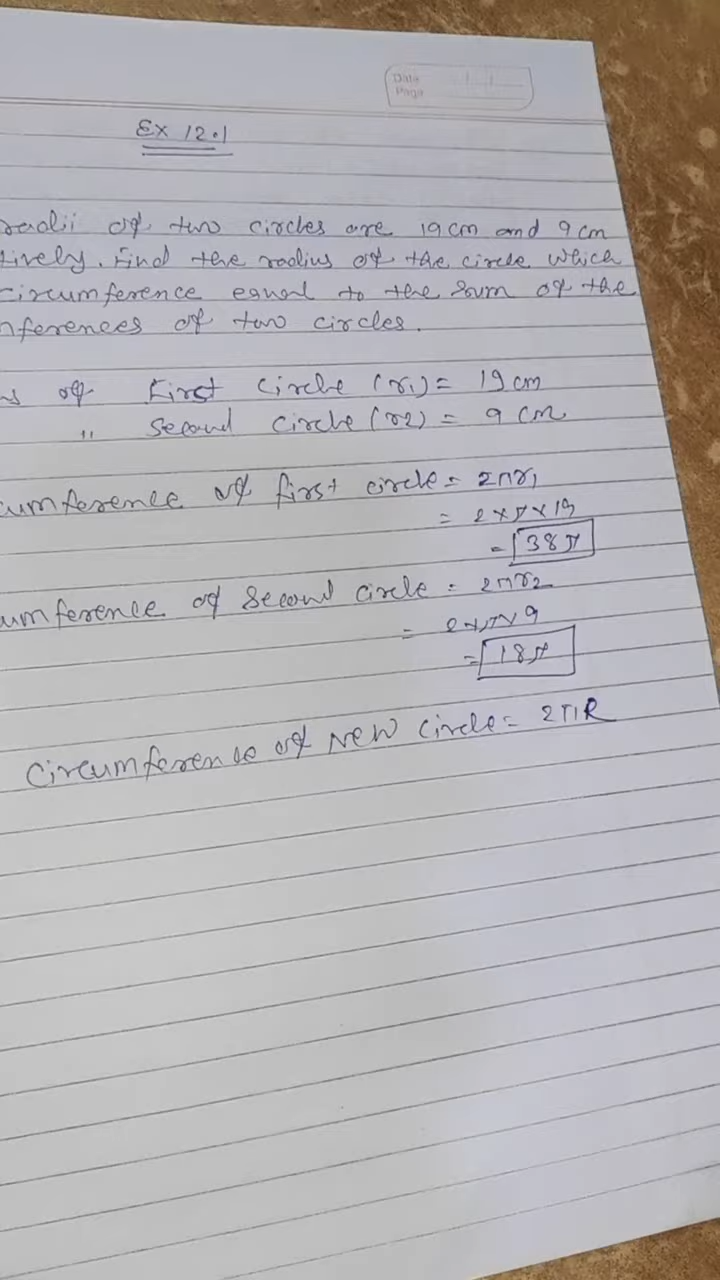 Date
Page
Ex 12.1
radii of two circles are 19 cm and 9 cm
tively. Find the radius of the circle which
circumference equal to the sum of the
nferences of two circles.
s of First circle (r1) = 19 cm
" Second circle (r2) = 9 cm
cumference of first circle = 2πr1
= 2×π×19
= 38π
umference of Second circle = 2πr2
= 2×π×9
= 18π
Circumference of New circle = 2πR